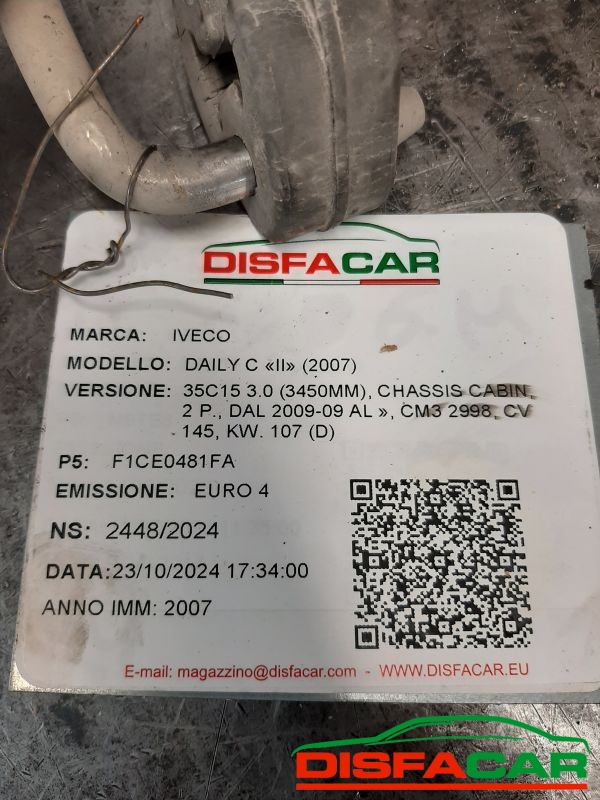 DISFACAR
MARCA: IVECO
MODELLO: DAILY C «II» (2007)
VERSIONE: 35C15 3.0 (3450MM), CHASSIS CABIN,
2 P., DAL 2009-09 AL », CM3 2998, CV
145, KW. 107 (D)
P5: F1CE0481FA
EMISSIONE: EURO 4
NS: 2448/2024
DATA:23/10/2024 17:34:00
ANNO IMM: 2007
E-mail: magazzino@disfacar.com - WWW.DISFACAR.EU
DISFACAR